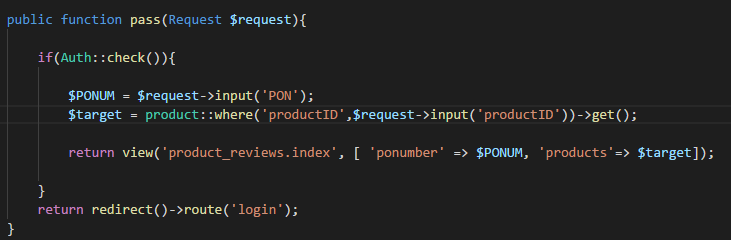 public function pass(Request $request){
if(Auth::check()){
$PONUM = $request->input('PON');
$target = product::where('productID',$request->input('productID'))->get();
return view('product_reviews.index', [ 'ponumber' => $PONUM, 'products'=> $target]);
}
return redirect()->route('login');
}